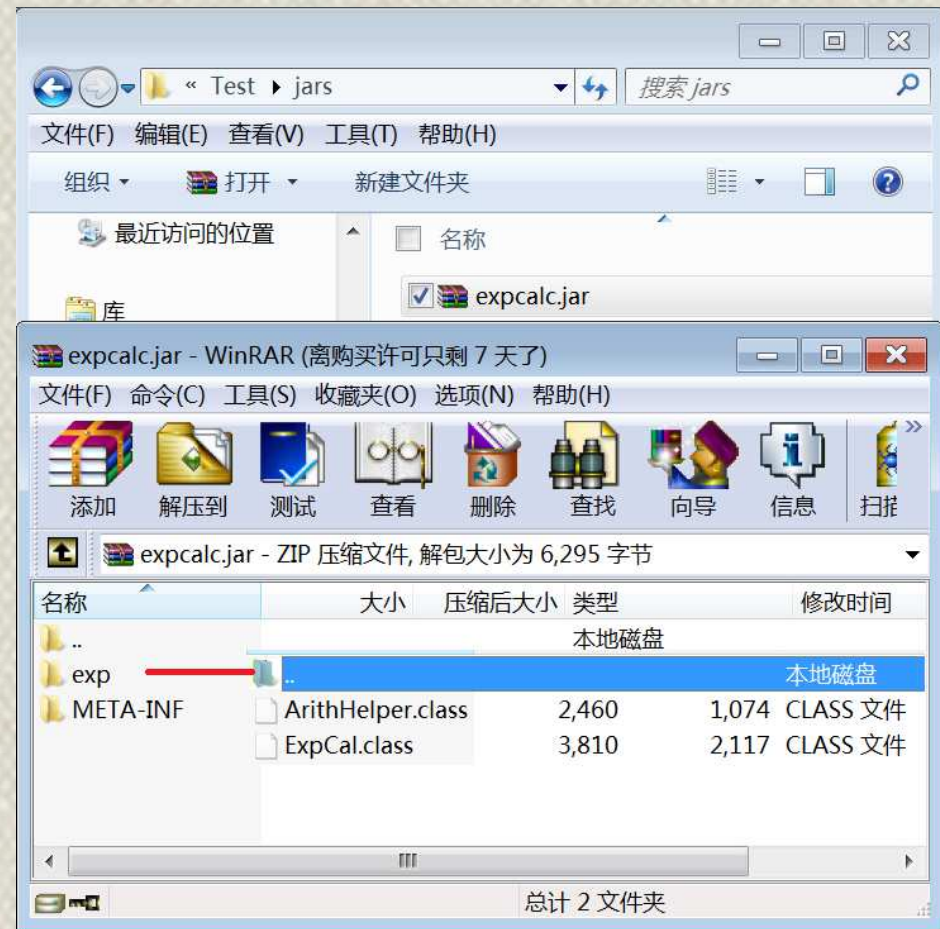 « Test ▸ jars 搜索 jars
文件(F) 编辑(E) 查看(V) 工具(T) 帮助(H)
组织 打开 新建文件夹
最近访问的位置 名称
库 expcalc.jar
expcalc.jar - WinRAR (离购买许可只剩 7 天了)
文件(F) 命令(C) 工具(S) 收藏夹(O) 选项(N) 帮助(H)
添加 解压到 测试 查看 删除 查找 向导 信息 扫描
expcalc.jar - ZIP 压缩文件, 解包大小为 6,295 字节
名称 大小 压缩后大小 类型 修改时间
.. 本地磁盘
exp .. 本地磁盘
META-INF ArithHelper.class 2,460 1,074 CLASS 文件
ExpCal.class 3,810 2,117 CLASS 文件
总计 2 文件夹